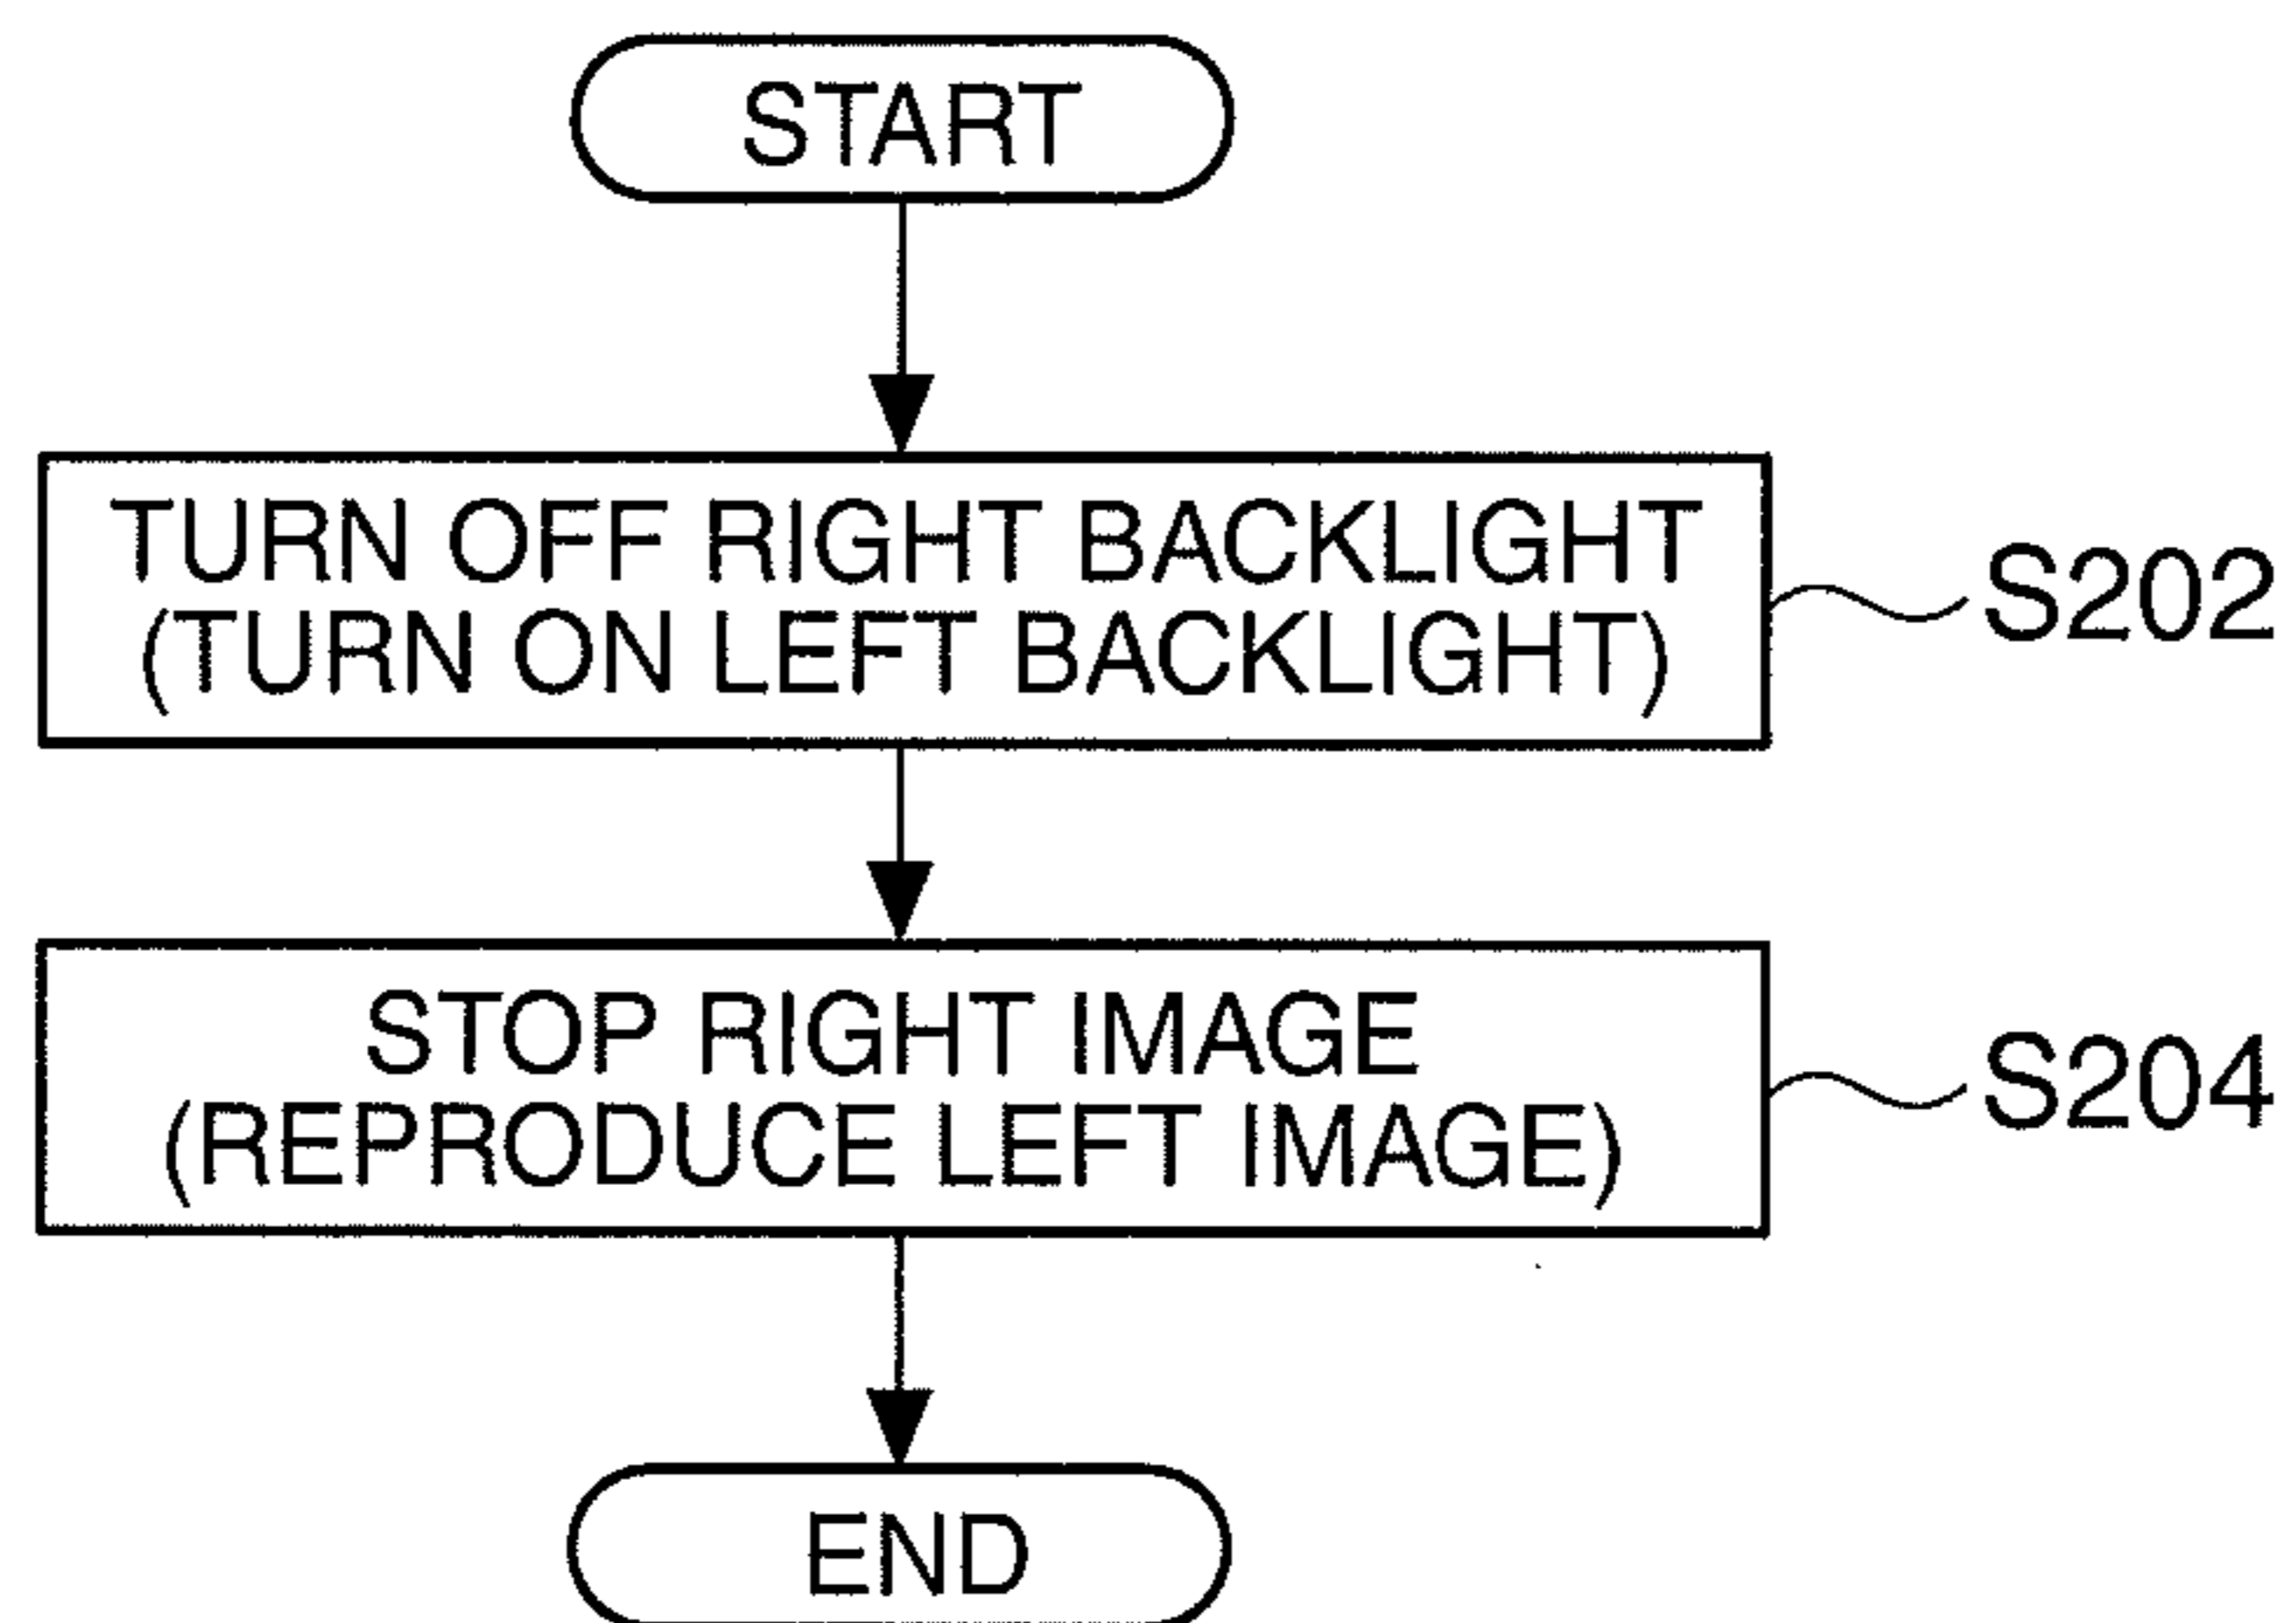 START
TURN OFF RIGHT BACKLIGHT
(TURN ON LEFT BACKLIGHT)
S202
STOP RIGHT IMAGE
(REPRODUCE LEFT IMAGE)
S204
END